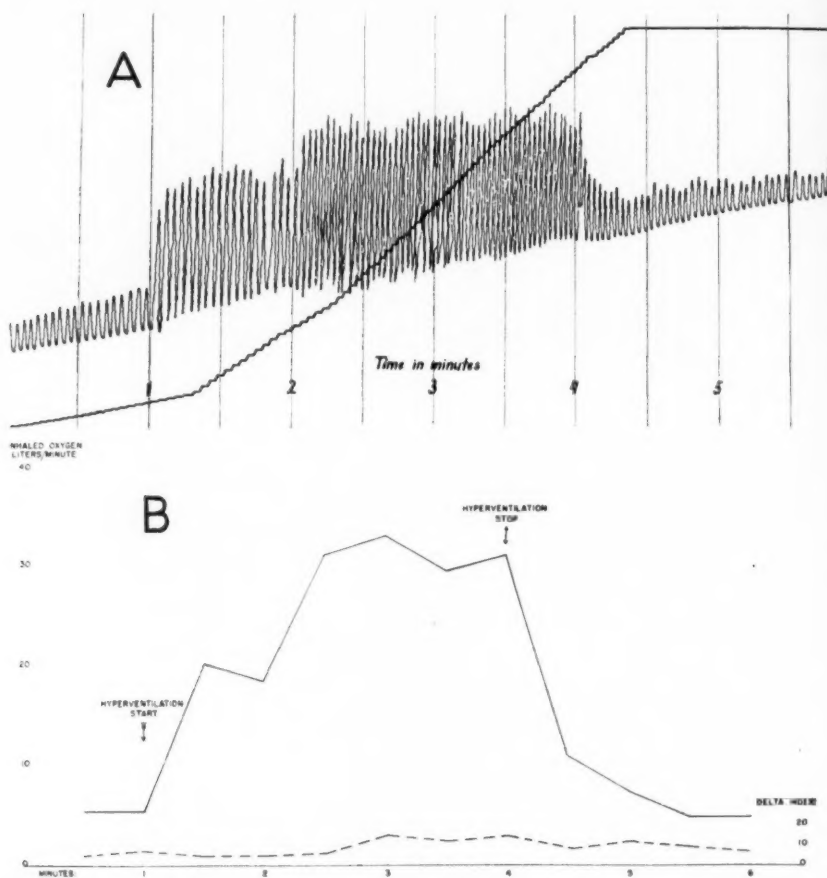 A
Time in minutes
1 2 3 4 5
INHALED OXYGEN
LITERS/MINUTE
40
B
HYPERVENTILATION
STOP
30
20
HYPERVENTILATION
START
10
DELTA INDEX
20
10
0
0
MINUTES 1 2 3 4 5 6